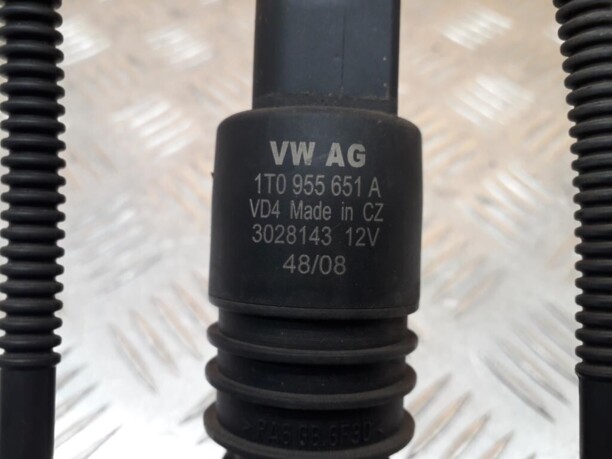 VW AG
1T0 955 651 A
VD4 Made in CZ
3028143 12V
48/08